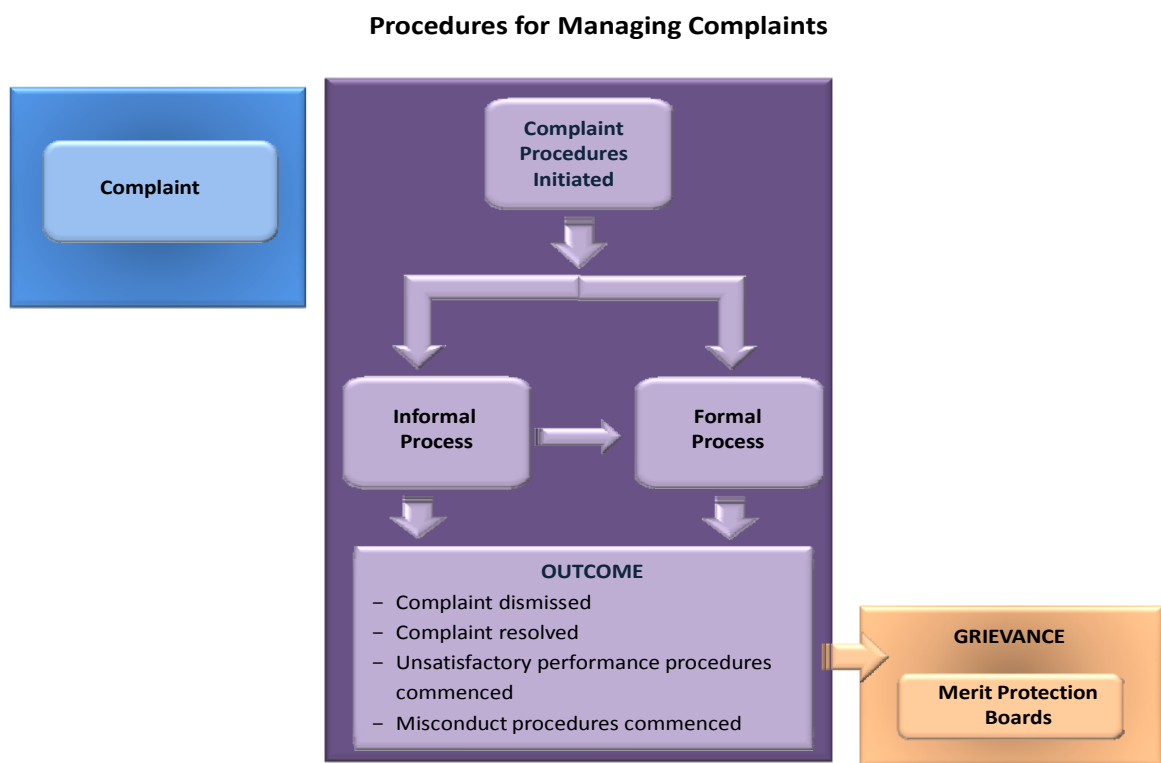 Procedures for Managing Complaints
Complaint
Complaint
Procedures
Initiated
Informal
Process
Formal
Process
OUTCOME
– Complaint dismissed
– Complaint resolved
– Unsatisfactory performance procedures
commenced
– Misconduct procedures commenced
GRIEVANCE
Merit Protection
Boards